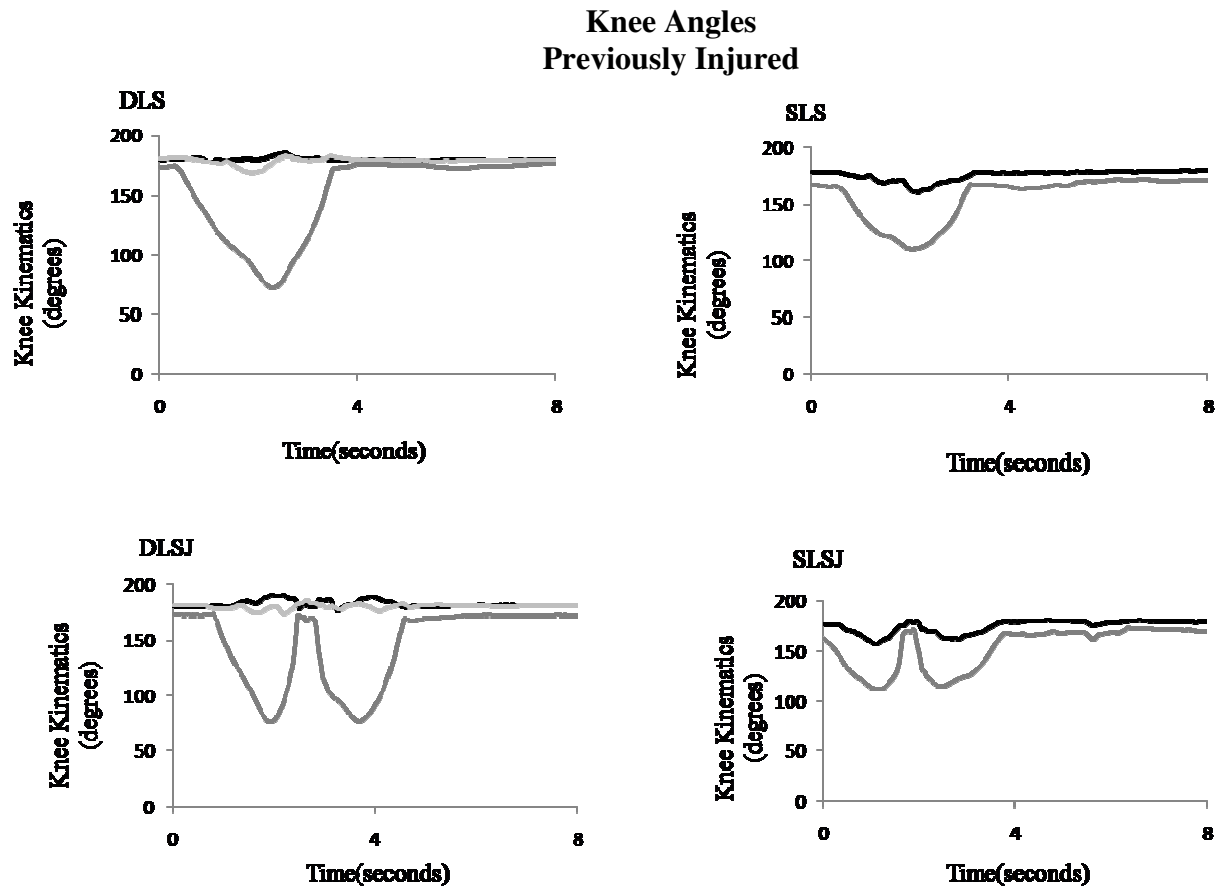 Knee Angles
Previously Injured
DLS
200
150
100
50
0
0 4 8
Knee Kinematics
(degrees)
Time(seconds)
SLS
200
150
100
50
0
0 4 8
Knee Kinematics
(degrees)
Time(seconds)
DLSJ
200
150
100
50
0
0 4 8
Knee Kinematics
(degrees)
Time(seconds)
SLSJ
200
150
100
50
0
0 4 8
Knee Kinematics
(degrees)
Time(seconds)